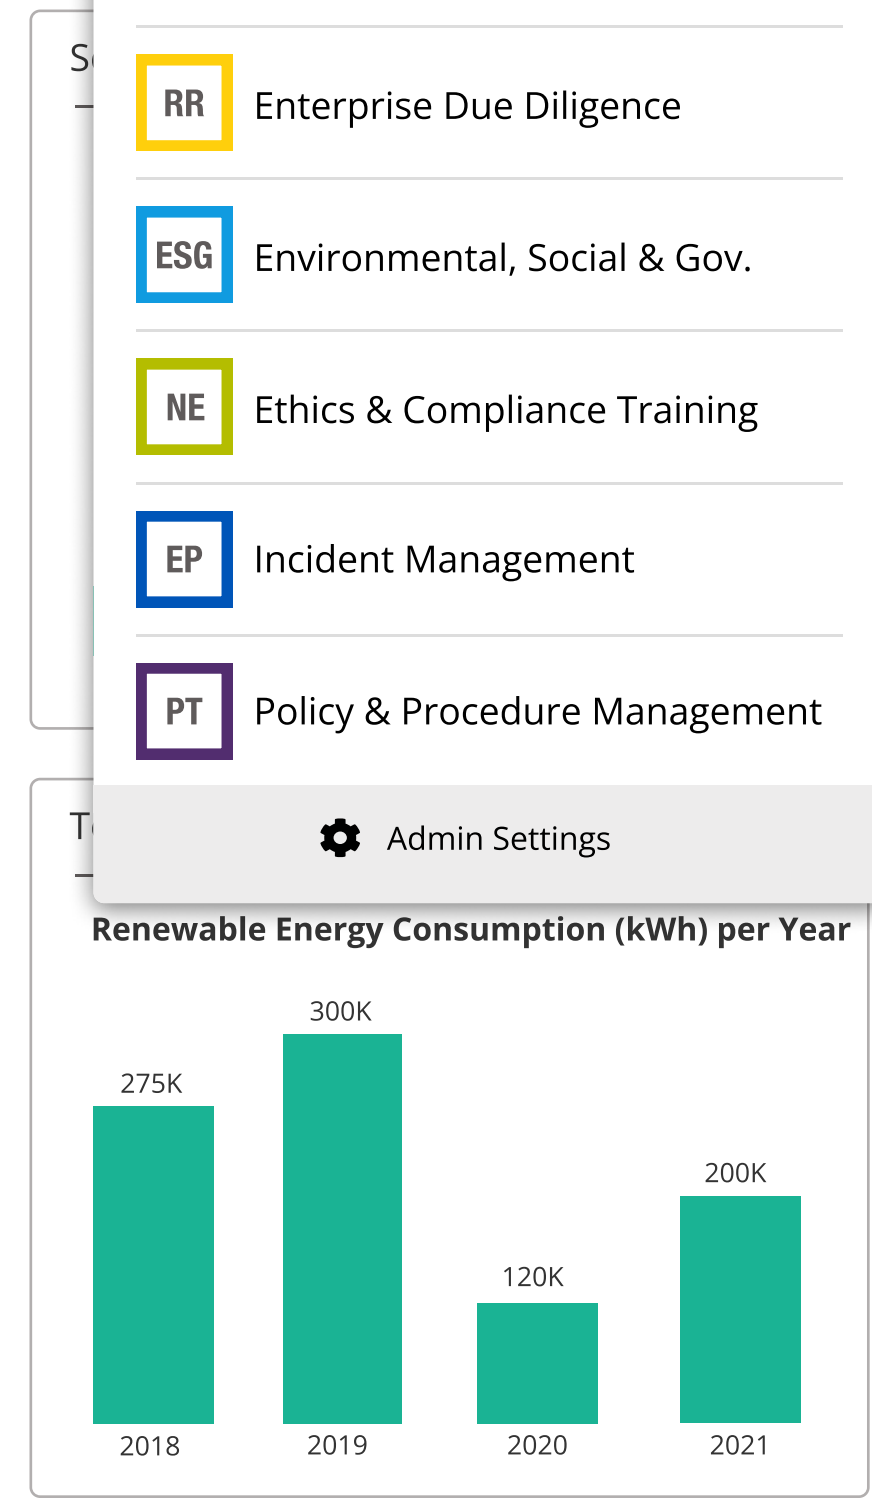 RR Enterprise Due Diligence
ESG Environmental, Social & Gov.
NE Ethics & Compliance Training
EP Incident Management
PT Policy & Procedure Management
Admin Settings
Renewable Energy Consumption (kWh) per Year
300K
275K
200K
120K
2018 2019 2020 2021